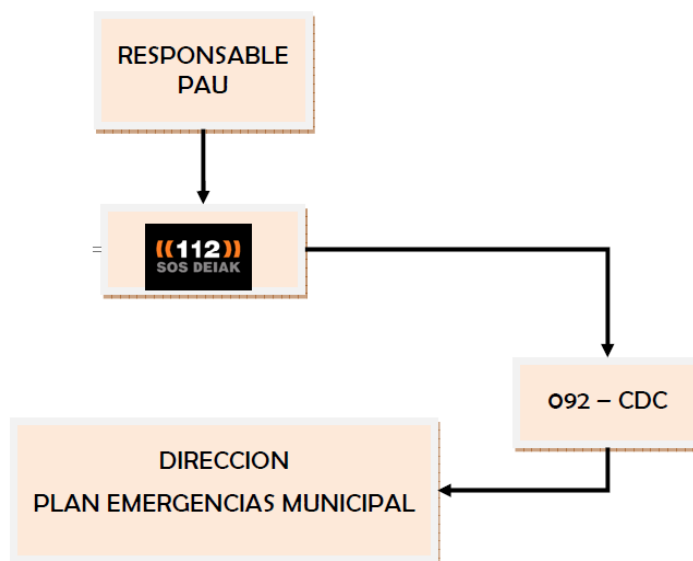 RESPONSABLE
PAU
=
((112))
SOS DEIAK
092 – CDC
DIRECCION
PLAN EMERGENCIAS MUNICIPAL